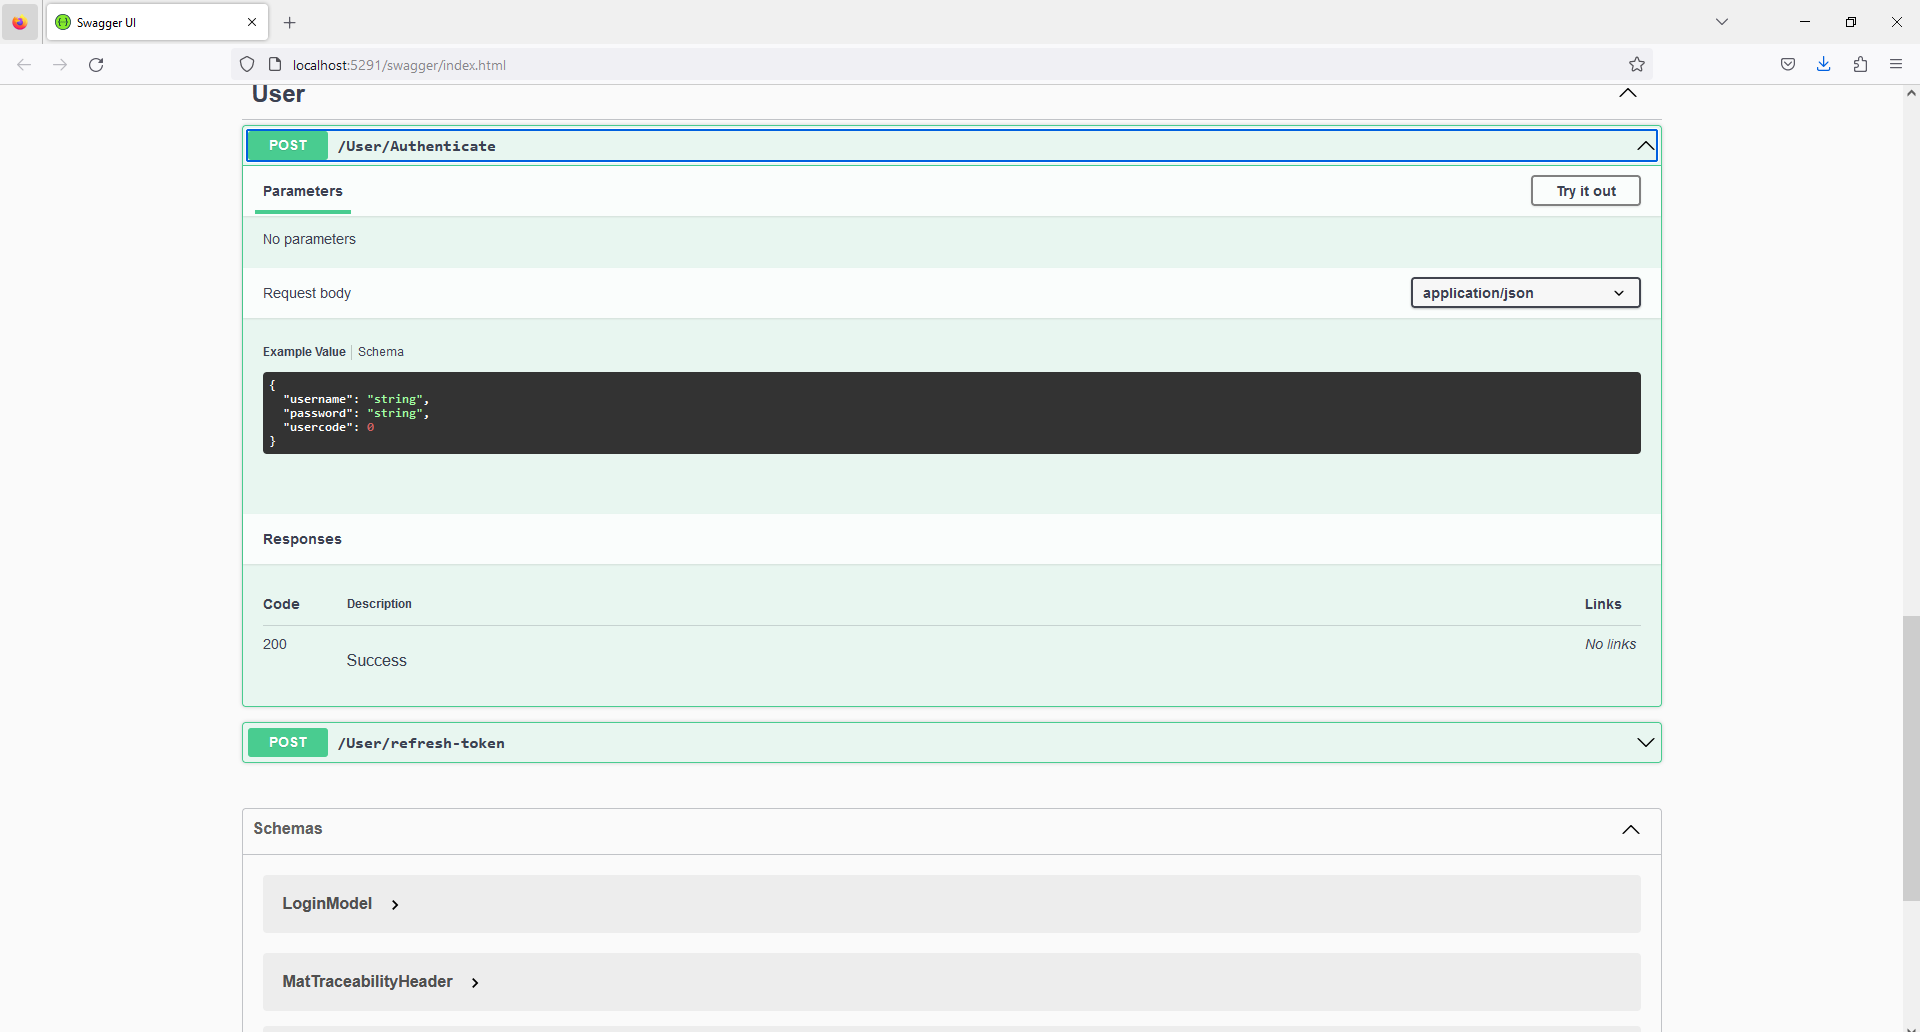 Swagger UI
localhost:5291/swagger/index.html
User
POST /User/Authenticate
Parameters
Try it out
No parameters
Request body
application/json
Example Value Schema
{
"username": "string",
"password": "string",
"usercode": 0
}
Responses
Code Description Links
200 Success No links
POST /User/refresh-token
Schemas
LoginModel
MatTraceabilityHeader